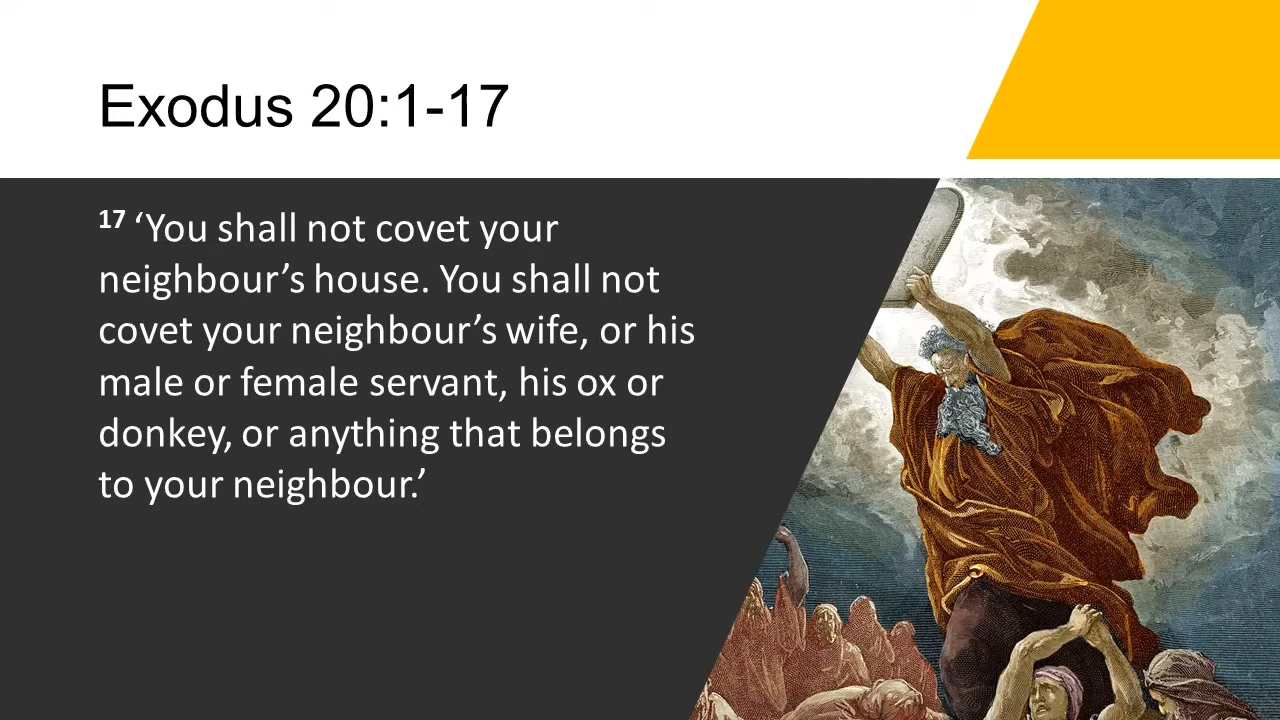 Exodus 20:1-17
17 ‘You shall not covet your
neighbour’s house. You shall not
covet your neighbour’s wife, or his
male or female servant, his ox or
donkey, or anything that belongs
to your neighbour.’